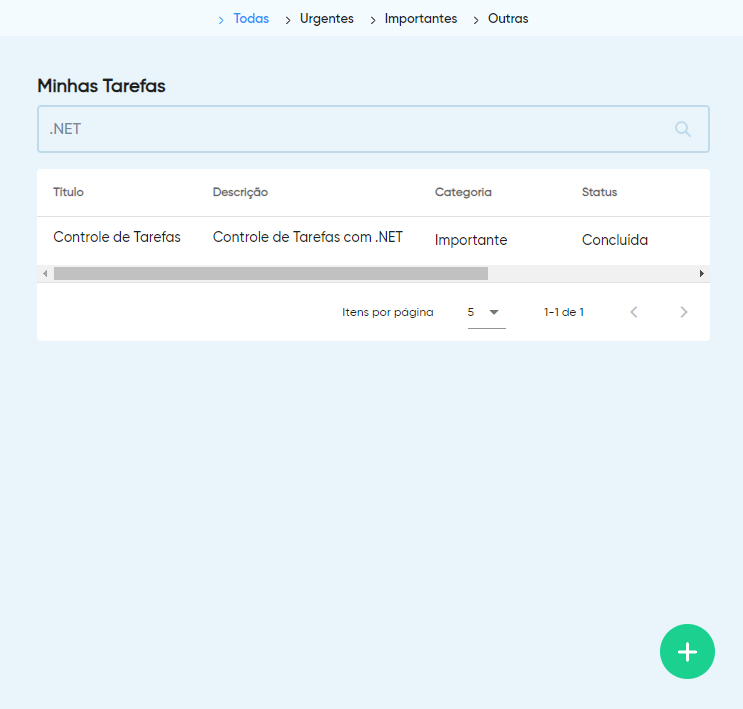 Todas Urgentes Importantes Outras
Minhas Tarefas
.NET
Título Descrição Categoria Status
Controle de Tarefas Controle de Tarefas com .NET Importante Concluída
Itens por página 5 1-1 de 1